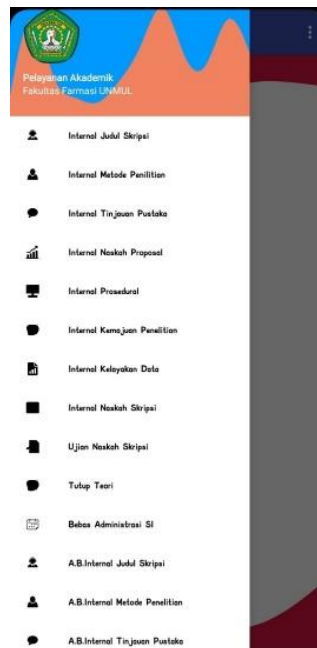 Pelayanan Akademik
Fakultas Farmasi UNMUL
Internal Judul Skripsi
Internal Metode Penilitian
Internal Tinjauan Pustaka
Internal Naskah Proposal
Internal Prosedural
Internal Kemajuan Penelitian
Internal Kelayakan Data
Internal Naskah Skripsi
Ujian Naskah Skripsi
Tutup Teori
Bebas Administrasi SI
A.B.Internal Judul Skripsi
A.B.Internal Metode Penelitian
A.B.Internal Tinjauan Pustaka